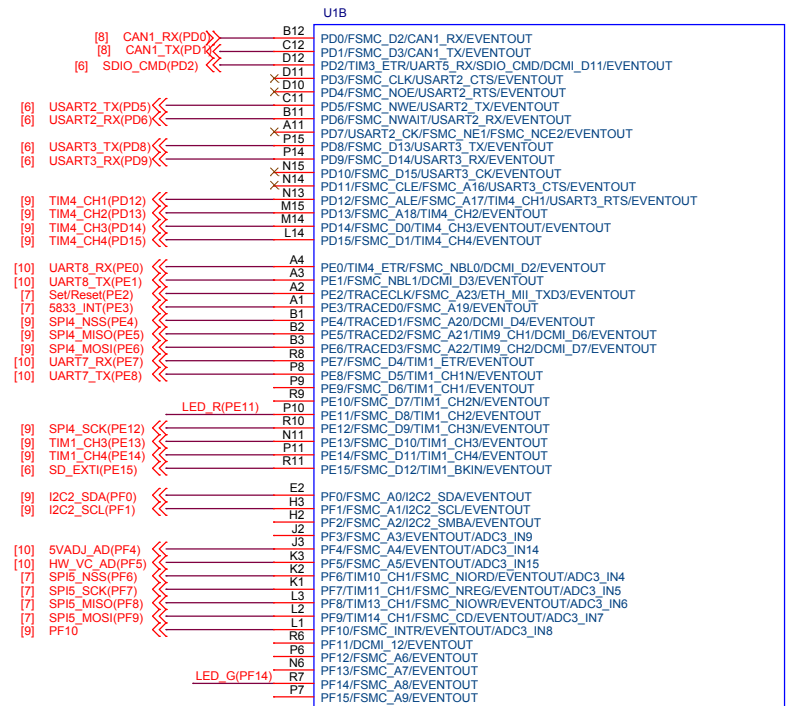 U1B
[8] CAN1_RX(PD0) B12 PD0/FSMC_D2/CAN1_RX/EVENTOUT
[8] CAN1_TX(PD1) C12 PD1/FSMC_D3/CAN1_TX/EVENTOUT
[6] SDIO_CMD(PD2) D12 PD2/TIM3_ETR/UART5_RX/SDIO_CMD/DCMI_D11/EVENTOUT
D11 PD3/FSMC_CLK/USART2_CTS/EVENTOUT
D10 PD4/FSMC_NOE/USART2_RTS/EVENTOUT
[6] USART2_TX(PD5) C11 PD5/FSMC_NWE/USART2_TX/EVENTOUT
[6] USART2_RX(PD6) B11 PD6/FSMC_NWAIT/USART2_RX/EVENTOUT
A11 PD7/USART2_CK/FSMC_NE1/FSMC_NCE2/EVENTOUT
[6] USART3_TX(PD8) P15 PD8/FSMC_D13/USART3_TX/EVENTOUT
[6] USART3_RX(PD9) P14 PD9/FSMC_D14/USART3_RX/EVENTOUT
N15 PD10/FSMC_D15/USART3_CK/EVENTOUT
N14 PD11/FSMC_CLE/FSMC_A16/USART3_CTS/EVENTOUT
[9] TIM4_CH1(PD12) N13 PD12/FSMC_ALE/FSMC_A17/TIM4_CH1/USART3_RTS/EVENTOUT
[9] TIM4_CH2(PD13) M15 PD13/FSMC_A18/TIM4_CH2/EVENTOUT
[9] TIM4_CH3(PD14) M14 PD14/FSMC_D0/TIM4_CH3/EVENTOUT/EVENTOUT
[9] TIM4_CH4(PD15) L14 PD15/FSMC_D1/TIM4_CH4/EVENTOUT
[10] UART8_RX(PE0) A4 PE0/TIM4_ETR/FSMC_NBL0/DCMI_D2/EVENTOUT
[10] UART8_TX(PE1) A3 PE1/FSMC_NBL1/DCMI_D3/EVENTOUT
[7] Set/Reset(PE2) A2 PE2/TRACECLK/FSMC_A23/ETH_MII_TXD3/EVENTOUT
[7] 5833_INT(PE3) A1 PE3/TRACED0/FSMC_A19/EVENTOUT
[9] SPI4_NSS(PE4) B1 PE4/TRACED1/FSMC_A20/DCMI_D4/EVENTOUT
[9] SPI4_MISO(PE5) B2 PE5/TRACED2/FSMC_A21/TIM9_CH1/DCMI_D6/EVENTOUT
[9] SPI4_MOSI(PE6) B3 PE6/TRACED3/FSMC_A22/TIM9_CH2/DCMI_D7/EVENTOUT
[10] UART7_RX(PE7) R8 PE7/FSMC_D4/TIM1_ETR/EVENTOUT
[10] UART7_TX(PE8) P8 PE8/FSMC_D5/TIM1_CH1N/EVENTOUT
P9 PE9/FSMC_D6/TIM1_CH1/EVENTOUT
R9 PE10/FSMC_D7/TIM1_CH2N/EVENTOUT
LED_R(PE11) P10 PE11/FSMC_D8/TIM1_CH2/EVENTOUT
[9] SPI4_SCK(PE12) R10 PE12/FSMC_D9/TIM1_CH3N/EVENTOUT
[9] TIM1_CH3(PE13) N11 PE13/FSMC_D10/TIM1_CH3/EVENTOUT
[9] TIM1_CH4(PE14) P11 PE14/FSMC_D11/TIM1_CH4/EVENTOUT
[6] SD_EXTI(PE15) R11 PE15/FSMC_D12/TIM1_BKIN/EVENTOUT
[9] I2C2_SDA(PF0) E2 PF0/FSMC_A0/I2C2_SDA/EVENTOUT
[9] I2C2_SCL(PF1) H3 PF1/FSMC_A1/I2C2_SCL/EVENTOUT
H2 PF2/FSMC_A2/I2C2_SMBA/EVENTOUT
J2 PF3/FSMC_A3/EVENTOUT/ADC3_IN9
[10] 5VADJ_AD(PF4) J3 PF4/FSMC_A4/EVENTOUT/ADC3_IN14
[10] HW_VC_AD(PF5) K3 PF5/FSMC_A5/EVENTOUT/ADC3_IN15
[7] SPI5_NSS(PF6) K2 PF6/TIM10_CH1/FSMC_NIORD/EVENTOUT/ADC3_IN4
[7] SPI5_SCK(PF7) K1 PF7/TIM11_CH1/FSMC_NREG/EVENTOUT/ADC3_IN5
[7] SPI5_MISO(PF8) L3 PF8/TIM13_CH1/FSMC_NIOWR/EVENTOUT/ADC3_IN6
[7] SPI5_MOSI(PF9) L2 PF9/TIM14_CH1/FSMC_CD/EVENTOUT/ADC3_IN7
[9] PF10 L1 PF10/FSMC_INTR/EVENTOUT/ADC3_IN8
R6 PF11/DCMI_12/EVENTOUT
P6 PF12/FSMC_A6/EVENTOUT
N6 PF13/FSMC_A7/EVENTOUT
LED_G(PF14) R7 PF14/FSMC_A8/EVENTOUT
P7 PF15/FSMC_A9/EVENTOUT